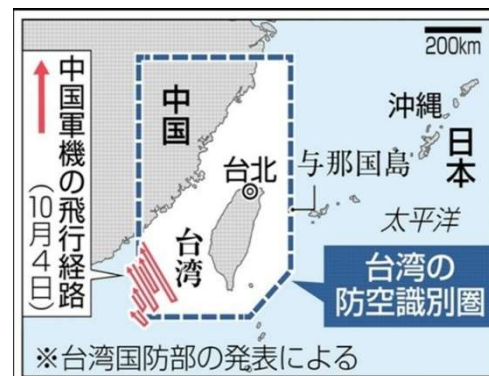 200km
中国軍機の飛行経路
(10月4日)
中国
沖縄
日本
台北
与那国島
太平洋
台湾
台湾の
防空識別圏
※台湾国防部の発表による